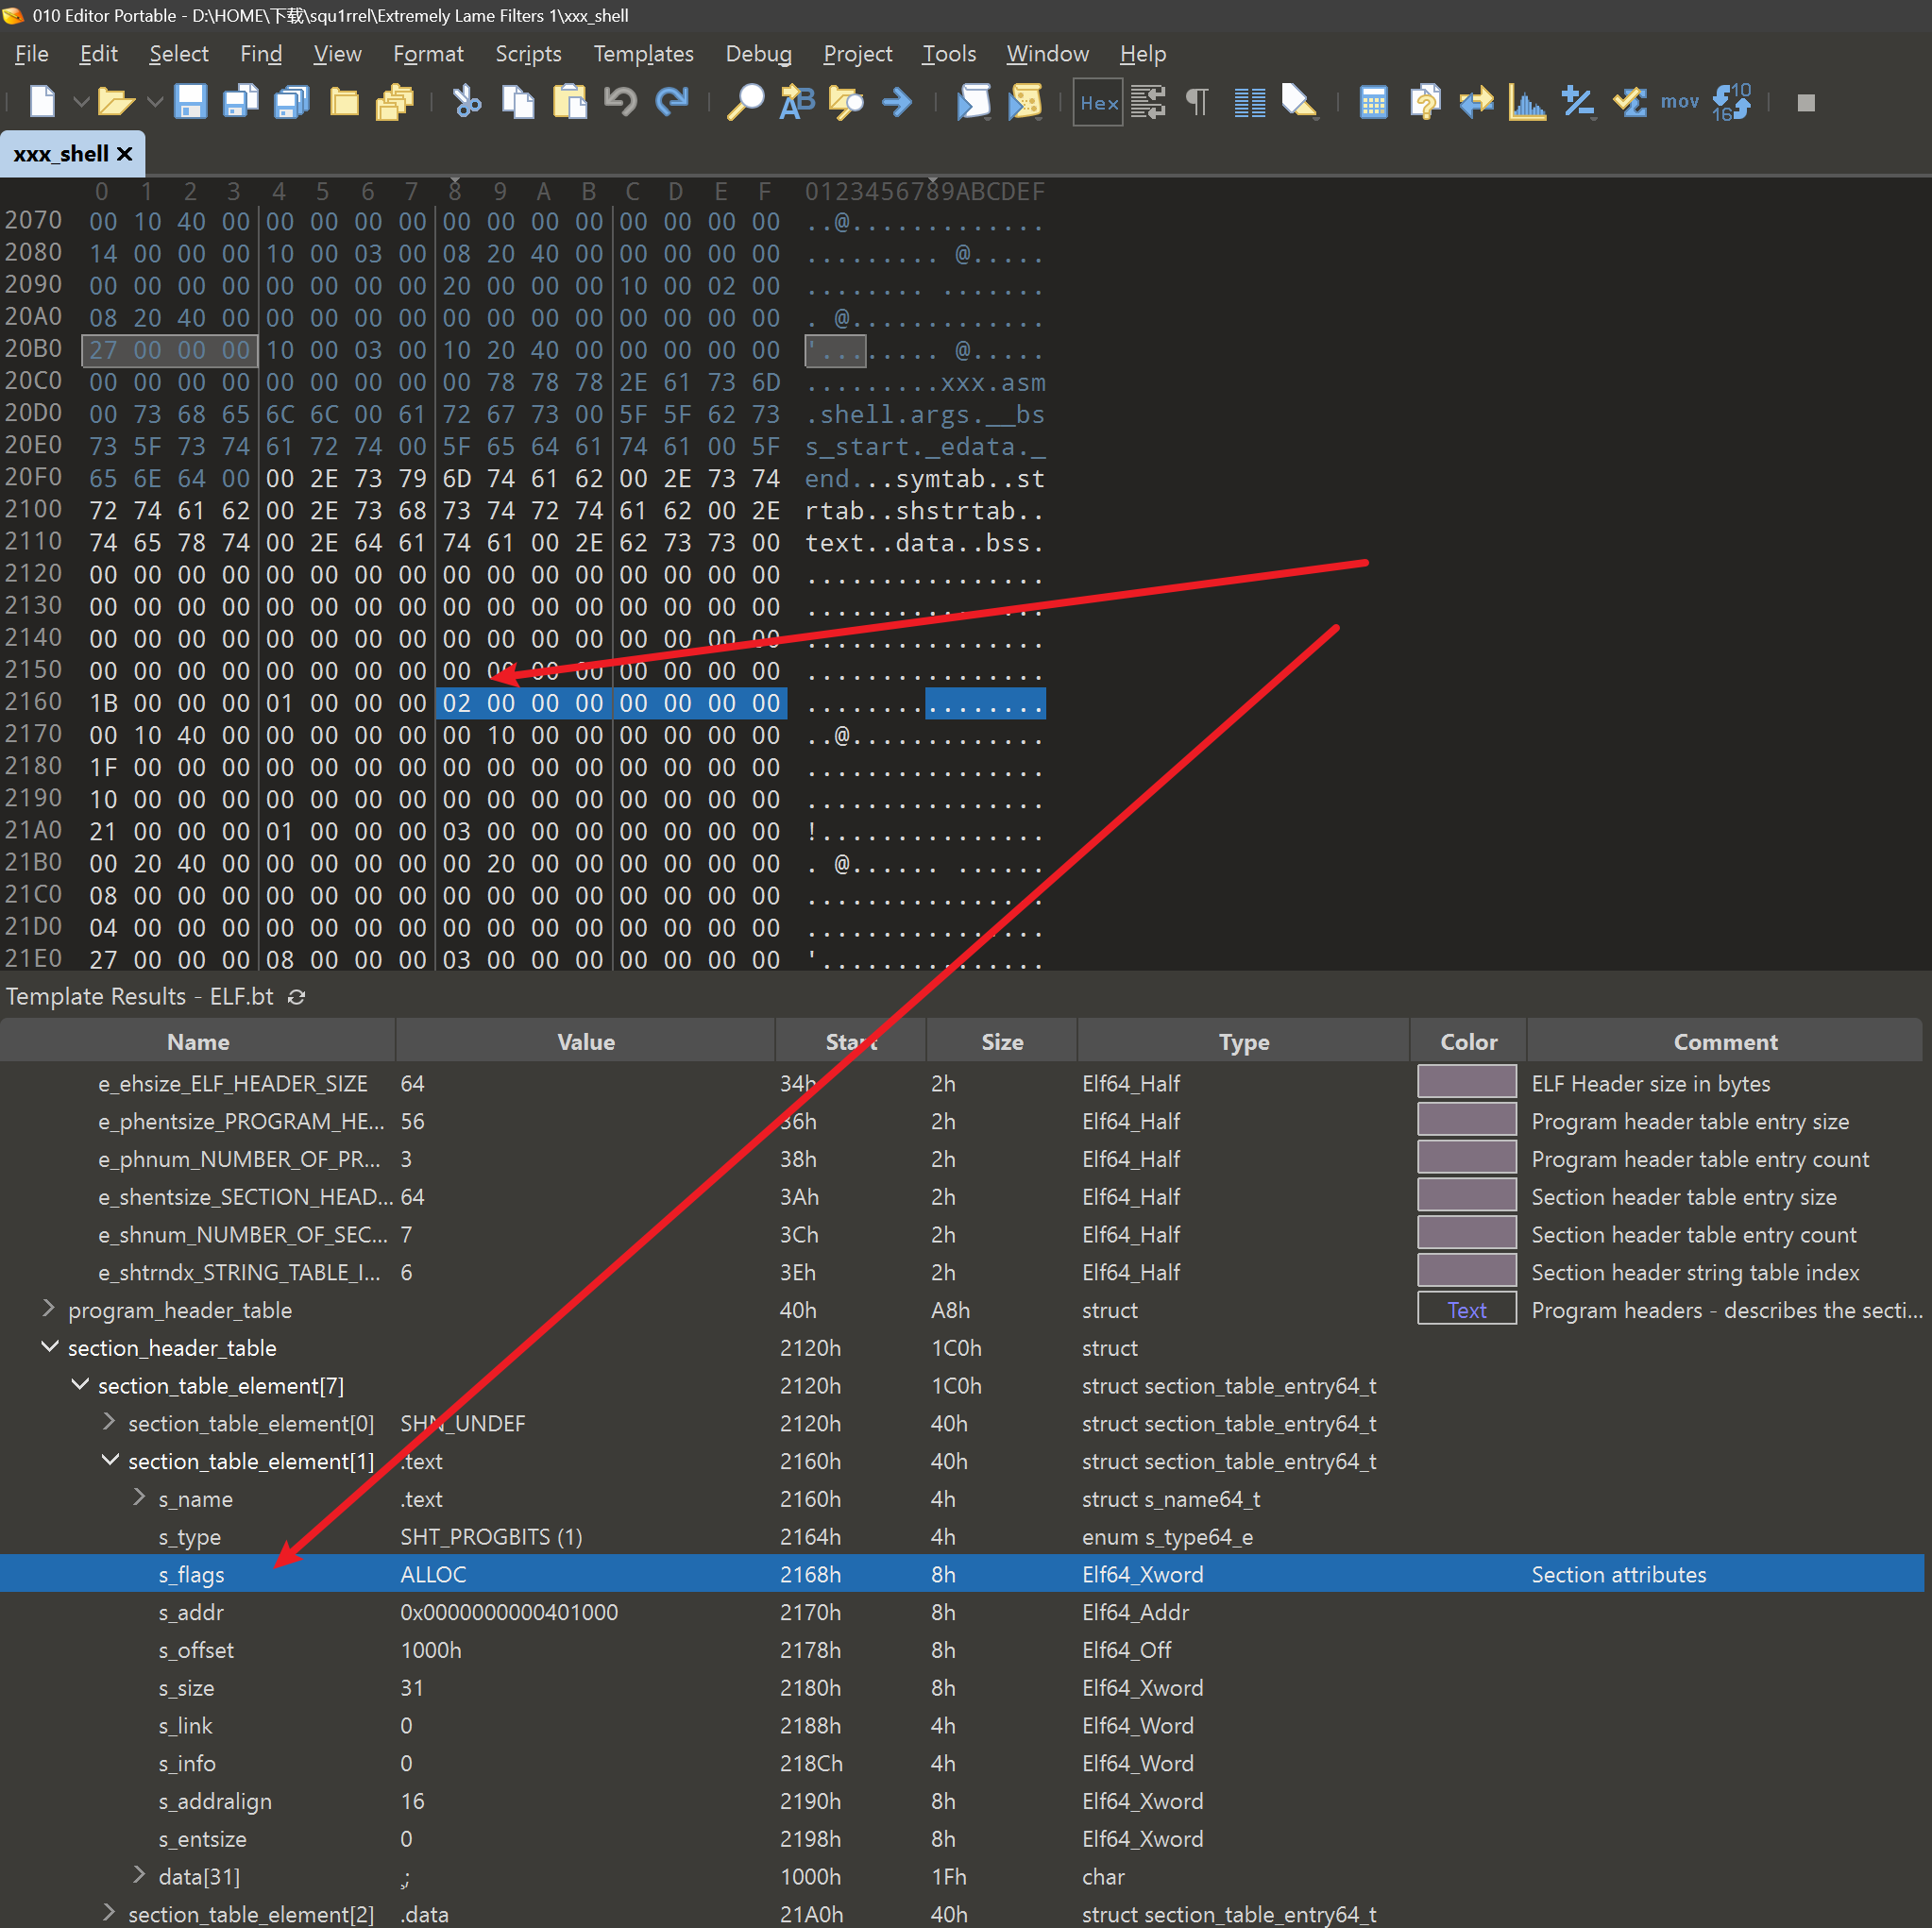 010 Editor Portable - D:\HOME\下载\squ1rrel\Extremely Lame Filters 1\xxx_shell
File Edit Select Find View Format Scripts Templates Debug Project Tools Window Help
Hex mov 10 16
xxx_shell
0 1 2 3 4 5 6 7 8 9 A B C D E F 0123456789ABCDEF
2070 00 10 40 00 00 00 00 00 00 00 00 00 00 00 00 00 ..@.............
2080 14 00 00 00 10 00 03 00 08 20 40 00 00 00 00 00 ......... @.....
2090 00 00 00 00 00 00 00 00 20 00 00 00 10 00 02 00 ........ .......
20A0 08 20 40 00 00 00 00 00 00 00 00 00 00 00 00 00 . @.............
20B0 27 00 00 00 10 00 03 00 10 20 40 00 00 00 00 00 '........ @.....
20C0 00 00 00 00 00 00 00 00 00 78 78 78 2E 61 73 6D .........xxx.asm
20D0 00 73 68 65 6C 6C 00 61 72 67 73 00 5F 5F 62 73 .shell.args.__bs
20E0 73 5F 73 74 61 72 74 00 5F 65 64 61 74 61 00 5F s_start._edata._
20F0 65 6E 64 00 00 2E 73 79 6D 74 61 62 00 2E 73 74 end...symtab..st
2100 72 74 61 62 00 2E 73 68 73 74 72 74 61 62 00 2E rtab..shstrtab..
2110 74 65 78 74 00 2E 64 61 74 61 00 2E 62 73 73 00 text..data..bss.
2120 00 00 00 00 00 00 00 00 00 00 00 00 00 00 00 00 ................
2130 00 00 00 00 00 00 00 00 00 00 00 00 00 00 00 00 ................
2140 00 00 00 00 00 00 00 00 00 00 00 00 00 00 00 00 ................
2150 00 00 00 00 00 00 00 00 00 00 00 00 00 00 00 00 ................
2160 1B 00 00 00 01 00 00 00 02 00 00 00 00 00 00 00 ................
2170 00 10 40 00 00 00 00 00 00 10 00 00 00 00 00 00 ..@.............
2180 1F 00 00 00 00 00 00 00 00 00 00 00 00 00 00 00 ................
2190 10 00 00 00 00 00 00 00 00 00 00 00 00 00 00 00 ................
21A0 21 00 00 00 01 00 00 00 03 00 00 00 00 00 00 00 !...............
21B0 00 20 40 00 00 00 00 00 00 20 00 00 00 00 00 00 . @...... ......
21C0 08 00 00 00 00 00 00 00 00 00 00 00 00 00 00 00 ................
21D0 04 00 00 00 00 00 00 00 00 00 00 00 00 00 00 00 ................
21E0 27 00 00 00 08 00 00 00 03 00 00 00 00 00 00 00 '...............
Template Results - ELF.bt
Name Value Start Size Type Color Comment
e_ehsize_ELF_HEADER_SIZE 64 34h 2h Elf64_Half ELF Header size in bytes
e_phentsize_PROGRAM_HE... 56 36h 2h Elf64_Half Program header table entry size
e_phnum_NUMBER_OF_PR... 3 38h 2h Elf64_Half Program header table entry count
e_shentsize_SECTION_HEAD... 64 3Ah 2h Elf64_Half Section header table entry size
e_shnum_NUMBER_OF_SEC... 7 3Ch 2h Elf64_Half Section header table entry count
e_shtrndx_STRING_TABLE_I... 6 3Eh 2h Elf64_Half Section header string table index
program_header_table 40h A8h struct Text Program headers - describes the secti...
section_header_table 2120h 1C0h struct
section_table_element[7] 2120h 1C0h struct section_table_entry64_t
section_table_element[0] SHN_UNDEF 2120h 40h struct section_table_entry64_t
section_table_element[1] .text 2160h 40h struct section_table_entry64_t
s_name .text 2160h 4h struct s_name64_t
s_type SHT_PROGBITS (1) 2164h 4h enum s_type64_e
s_flags ALLOC 2168h 8h Elf64_Xword Section attributes
s_addr 0x0000000000401000 2170h 8h Elf64_Addr
s_offset 1000h 2178h 8h Elf64_Off
s_size 31 2180h 8h Elf64_Xword
s_link 0 2188h 4h Elf64_Word
s_info 0 218Ch 4h Elf64_Word
s_addralign 16 2190h 8h Elf64_Xword
s_entsize 0 2198h 8h Elf64_Xword
data[31] ¸; 1000h 1Fh char
section_table_element[2] .data 21A0h 40h struct section_table_entry64_t